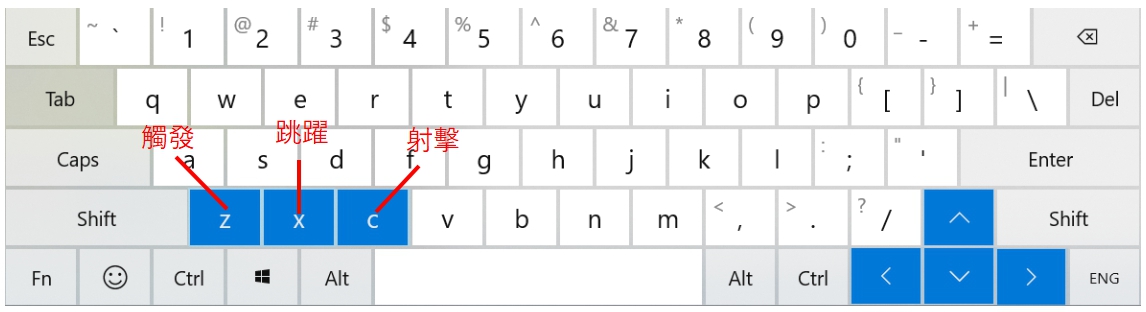 Esc ~ ` ! 1 @ 2 # 3 $ 4 % 5 ^ 6 & 7 * 8 ( 9 ) 0 _ - + =
Tab q w e r t y u i o p { [ } ] | \ Del
觸發 跳躍 射擊
Caps a s d f g h j k l : ; " ' Enter
Shift z x c v b n m < , > . ? / Shift
Fn Ctrl Alt Alt Ctrl ENG